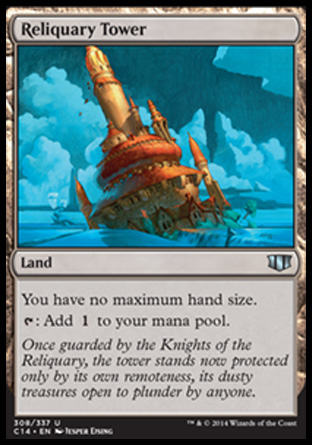 Reliquary Tower
Land
You have no maximum hand size.
: Add 1 to your mana pool.
Once guarded by the Knights of the
Reliquary, the tower stands now protected
only by its own remoteness, its dusty
treasures open to plunder by anyone.
308/337 U
C14 • EN Jesper Ejsing
™ & © 2014 Wizards of the Coast